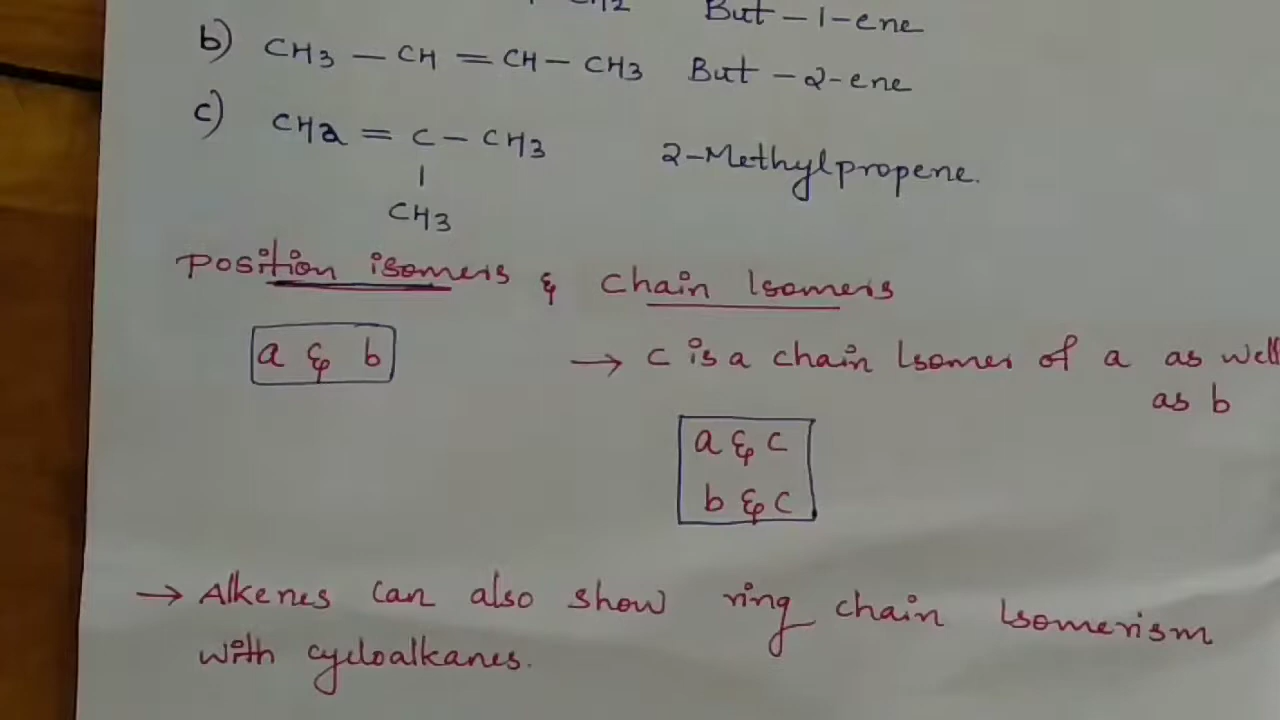 CH2 But-1-ene
b) CH3 — CH = CH — CH3 But-2-ene
c) CH2 = C — CH3 2-Methylpropene.
|
CH3
Position isomers & Chain Isomers
a & b → C is a chain Isomer of a as well
as b
a & c
b & c
→ Alkenes can also show ring chain Isomerism
with cycloalkanes.